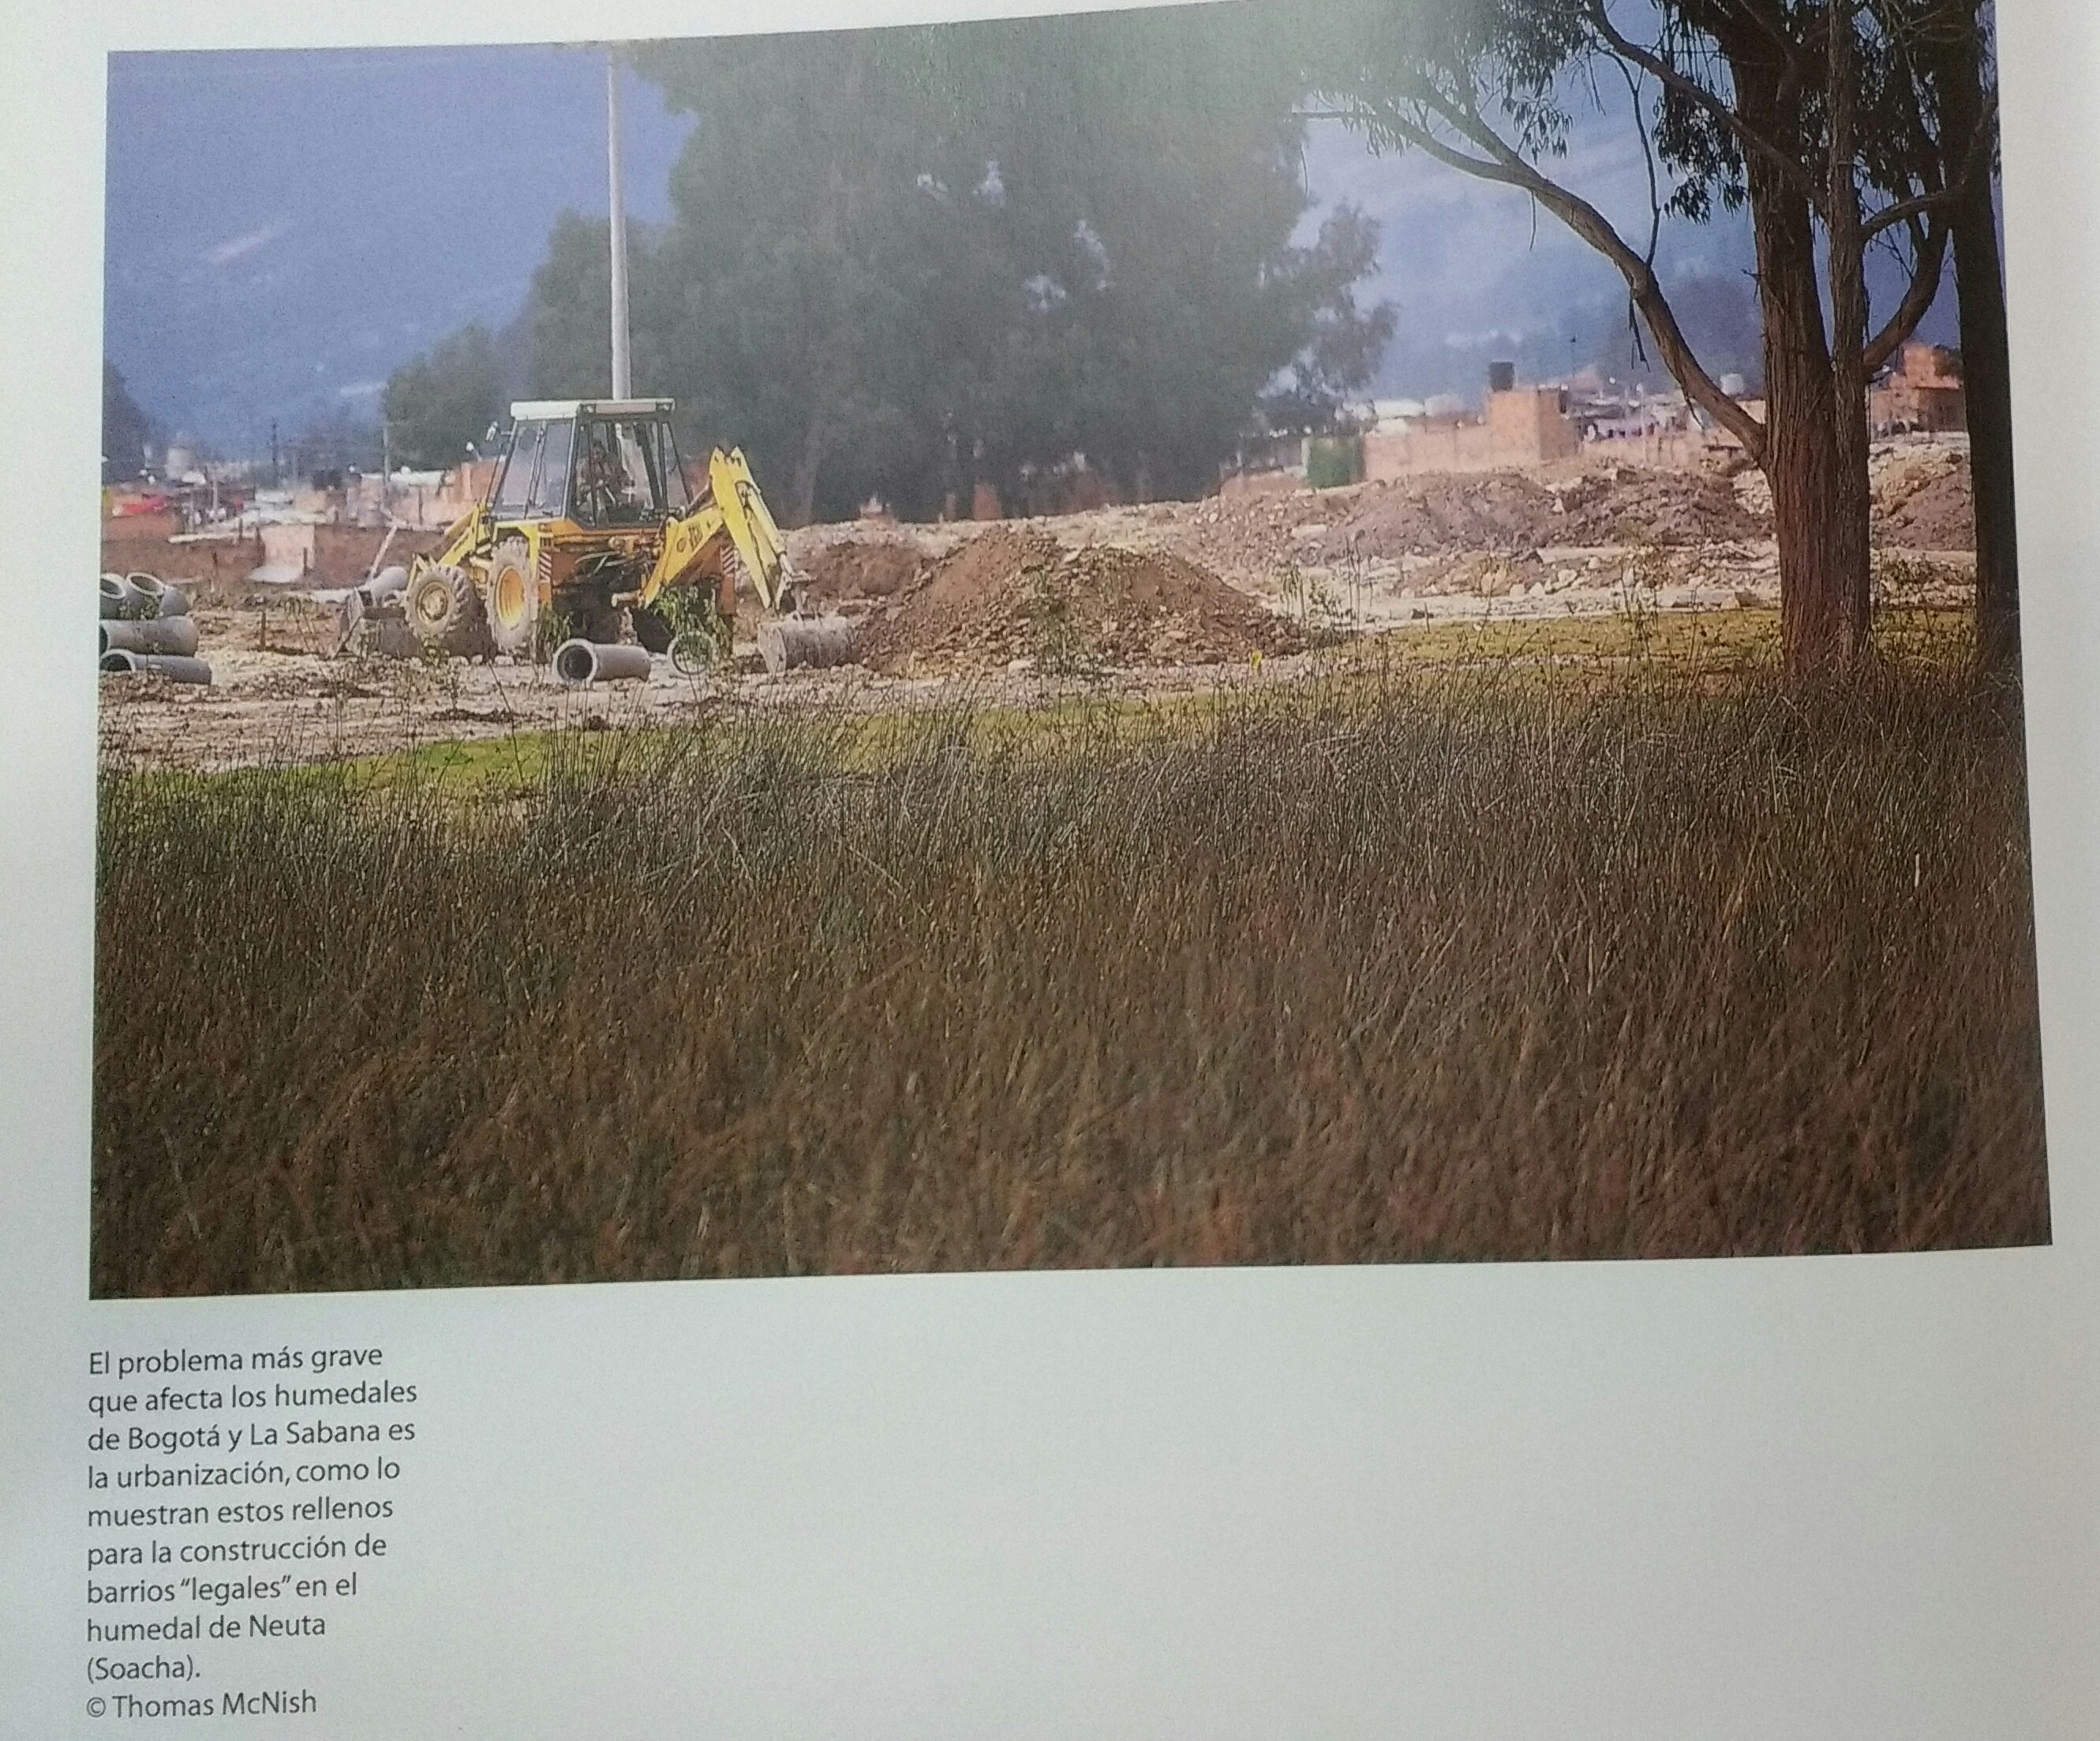 El problema más grave
que afecta los humedales
de Bogotá y La Sabana es
la urbanización, como lo
muestran estos rellenos
para la construcción de
barrios “legales” en el
humedal de Neuta
(Soacha).
© Thomas McNish